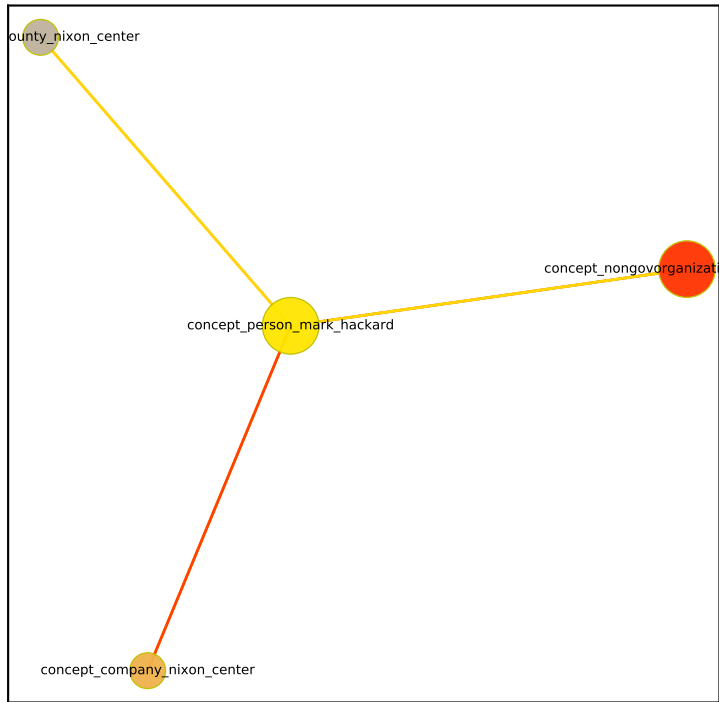 ounty_nixon_center
concept_nongovorganizati
concept_person_mark_hackard
concept_company_nixon_center